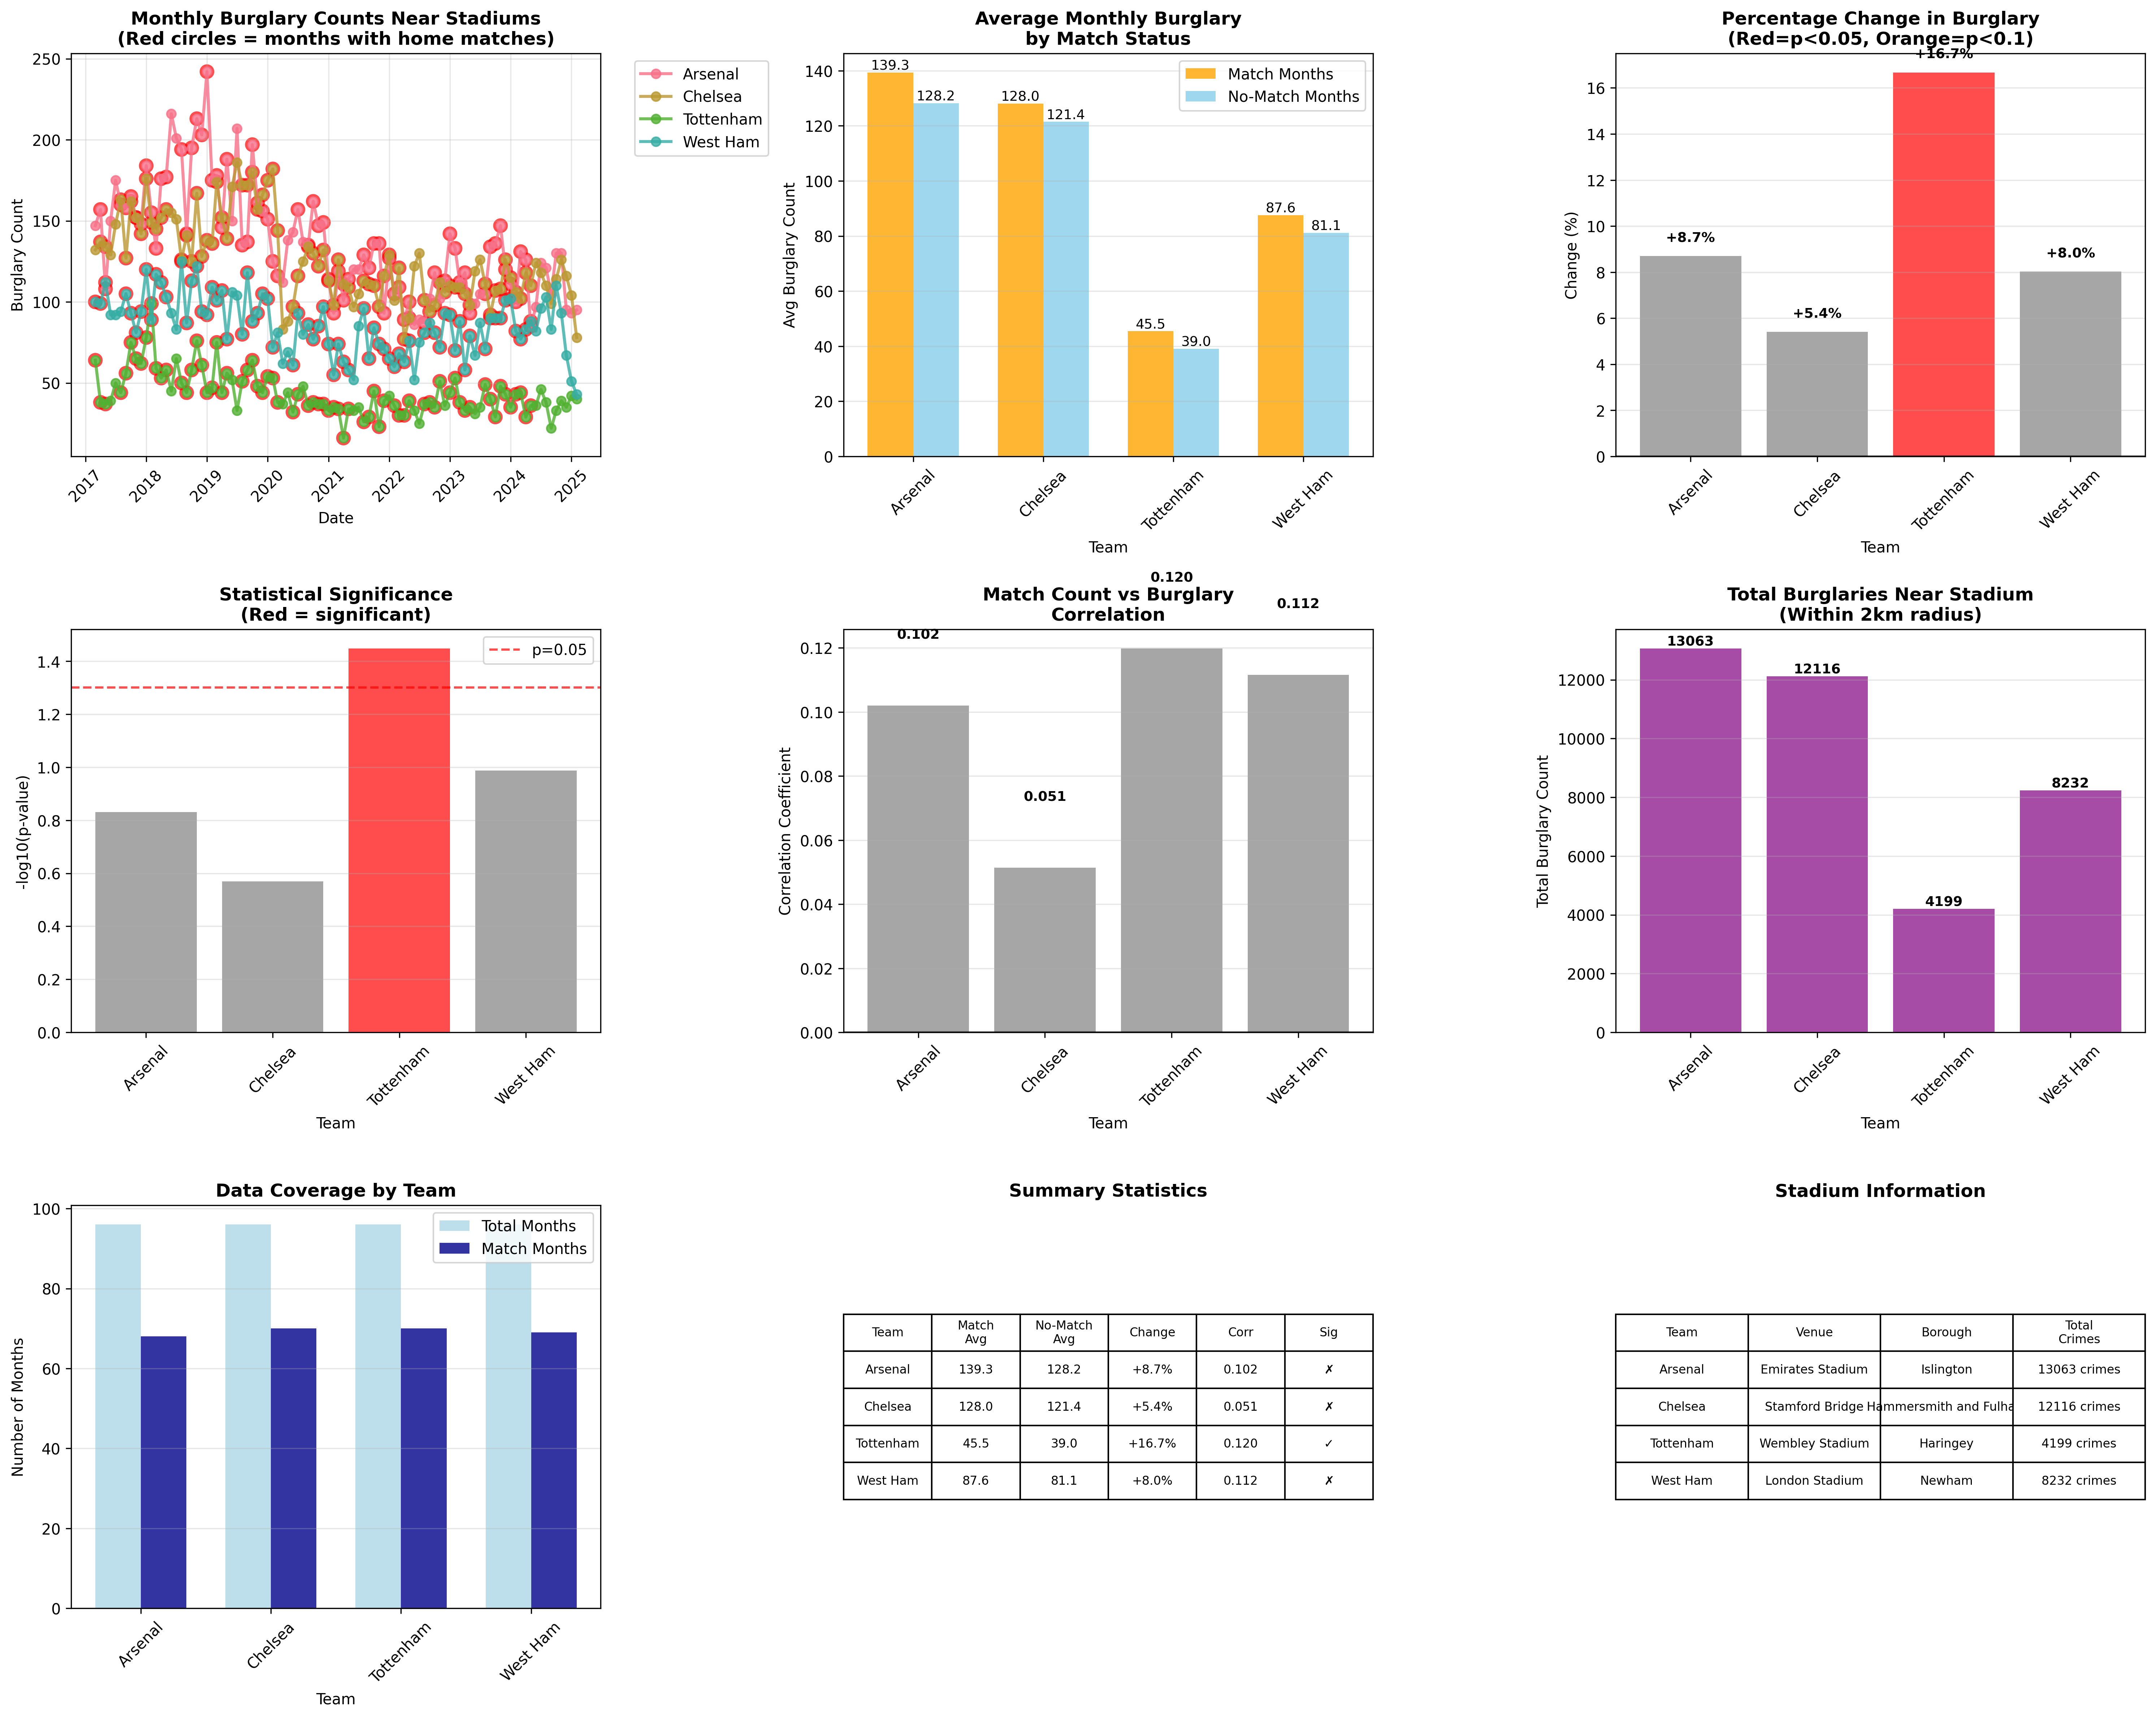 Monthly Burglary Counts Near Stadiums
(Red circles = months with home matches)
250
200
150
100
50
Burglary Count
2017
2018
2019
2020
2021
2022
2023
2024
2025
Date
Arsenal
Chelsea
Tottenham
West Ham
Average Monthly Burglary
by Match Status
140
120
100
80
60
40
20
0
Avg Burglary Count
139.3
128.2
128.0
121.4
45.5
39.0
87.6
81.1
Match Months
No-Match Months
Arsenal
Chelsea
Tottenham
West Ham
Team
Percentage Change in Burglary
(Red=p<0.05, Orange=p<0.1)
16
14
12
10
8
6
4
2
0
Change (%)
+8.7%
+5.4%
+16.7%
+8.0%
Arsenal
Chelsea
Tottenham
West Ham
Team
Statistical Significance
(Red = significant)
1.4
1.2
1.0
0.8
0.6
0.4
0.2
0.0
-log10(p-value)
p=0.05
Arsenal
Chelsea
Tottenham
West Ham
Team
Match Count vs Burglary
Correlation
0.12
0.10
0.08
0.06
0.04
0.02
0.00
Correlation Coefficient
0.102
0.051
0.120
0.112
Arsenal
Chelsea
Tottenham
West Ham
Team
Total Burglaries Near Stadium
(Within 2km radius)
12000
10000
8000
6000
4000
2000
0
Total Burglary Count
13063
12116
4199
8232
Arsenal
Chelsea
Tottenham
West Ham
Team
Data Coverage by Team
100
80
60
40
20
0
Number of Months
Total Months
Match Months
Arsenal
Chelsea
Tottenham
West Ham
Team
Summary Statistics
Team Match Avg No-Match Avg Change Corr Sig
Arsenal 139.3 128.2 +8.7% 0.102 ✗
Chelsea 128.0 121.4 +5.4% 0.051 ✗
Tottenham 45.5 39.0 +16.7% 0.120 ✓
West Ham 87.6 81.1 +8.0% 0.112 ✗
Stadium Information
Team Venue Borough Total Crimes
Arsenal Emirates Stadium Islington 13063 crimes
Chelsea Stamford Bridge Hammersmith and Fulha 12116 crimes
Tottenham Wembley Stadium Haringey 4199 crimes
West Ham London Stadium Newham 8232 crimes